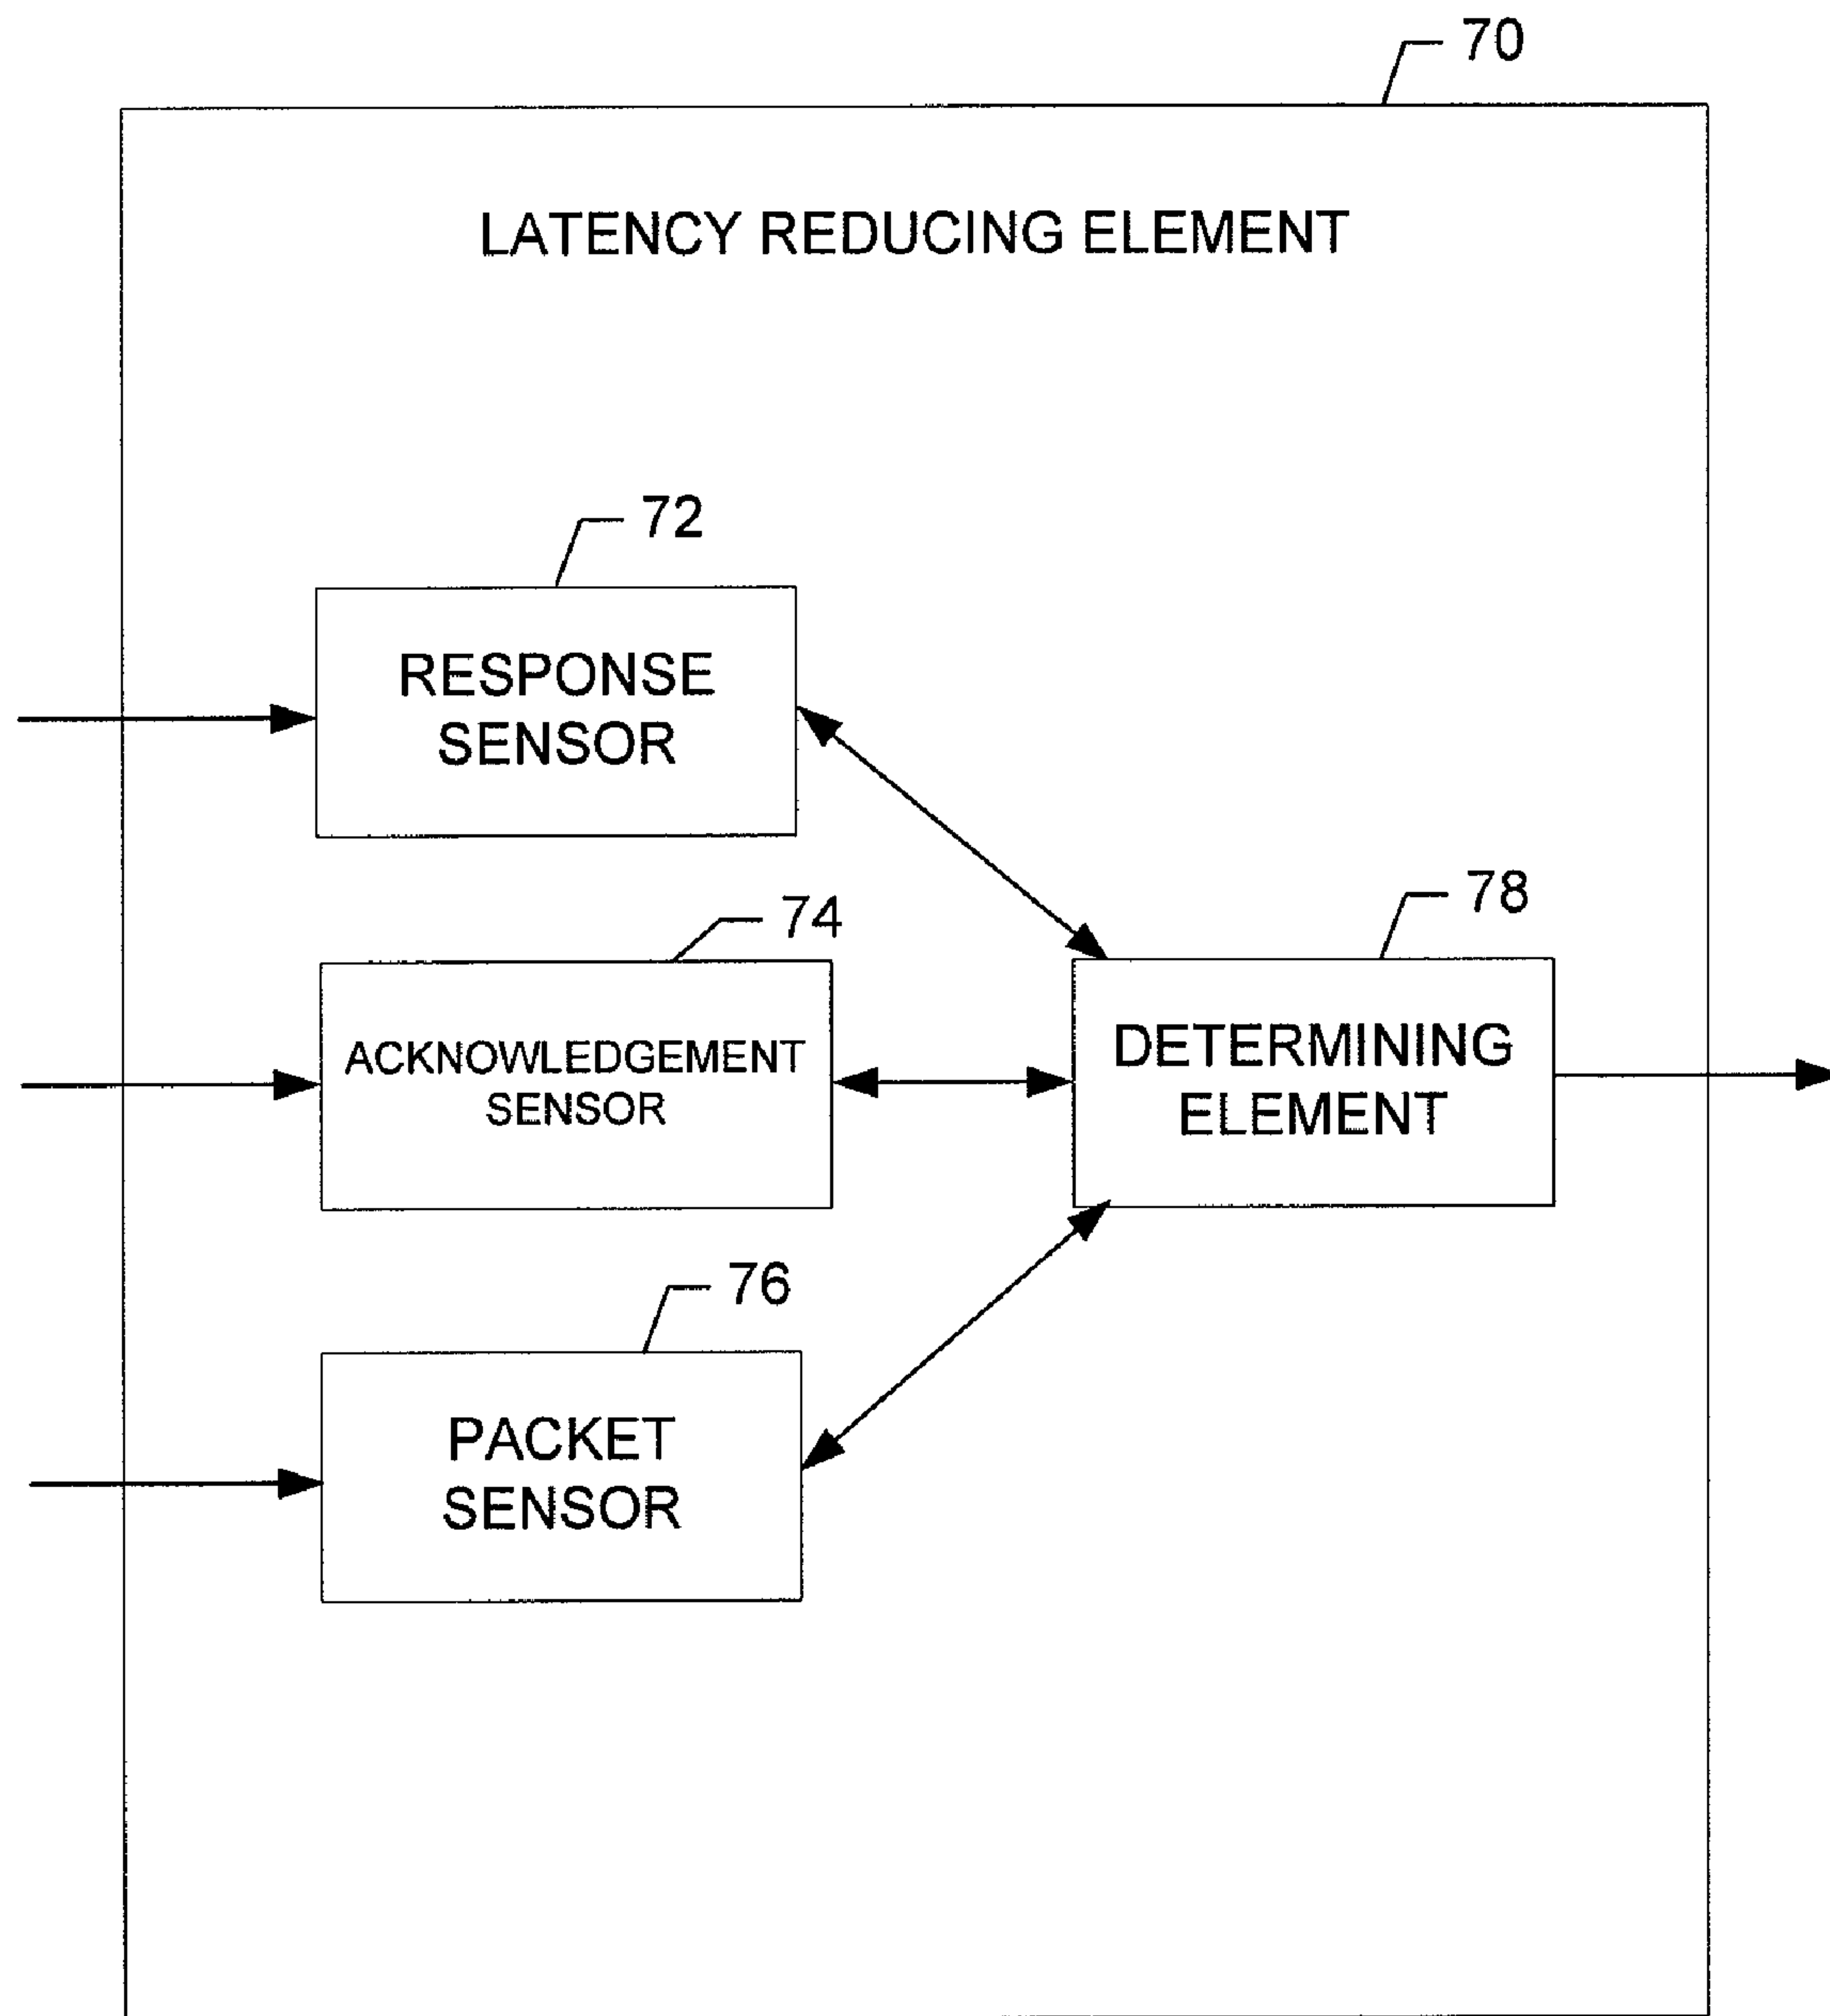 70
LATENCY REDUCING ELEMENT
72
RESPONSE
SENSOR
74
ACKNOWLEDGEMENT
SENSOR
78
DETERMINING
ELEMENT
76
PACKET
SENSOR